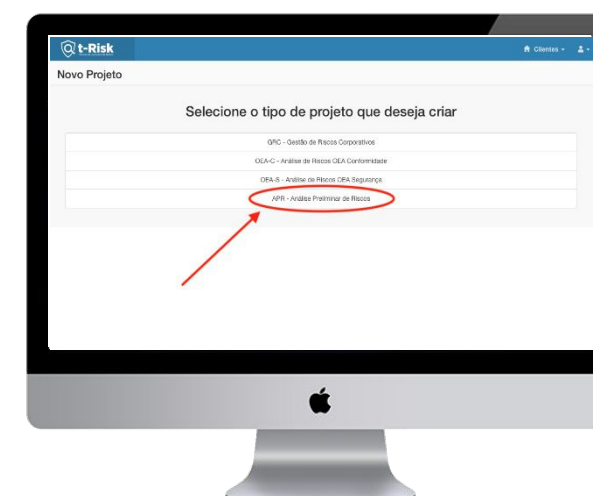 t-Risk
Clientes
Novo Projeto
Selecione o tipo de projeto que deseja criar
GRC - Gestão de Riscos Corporativos
OEA-C - Análise de Riscos OEA Conformidade
OEA-S - Análise de Riscos OEA Segurança
APR - Análise Preliminar de Riscos